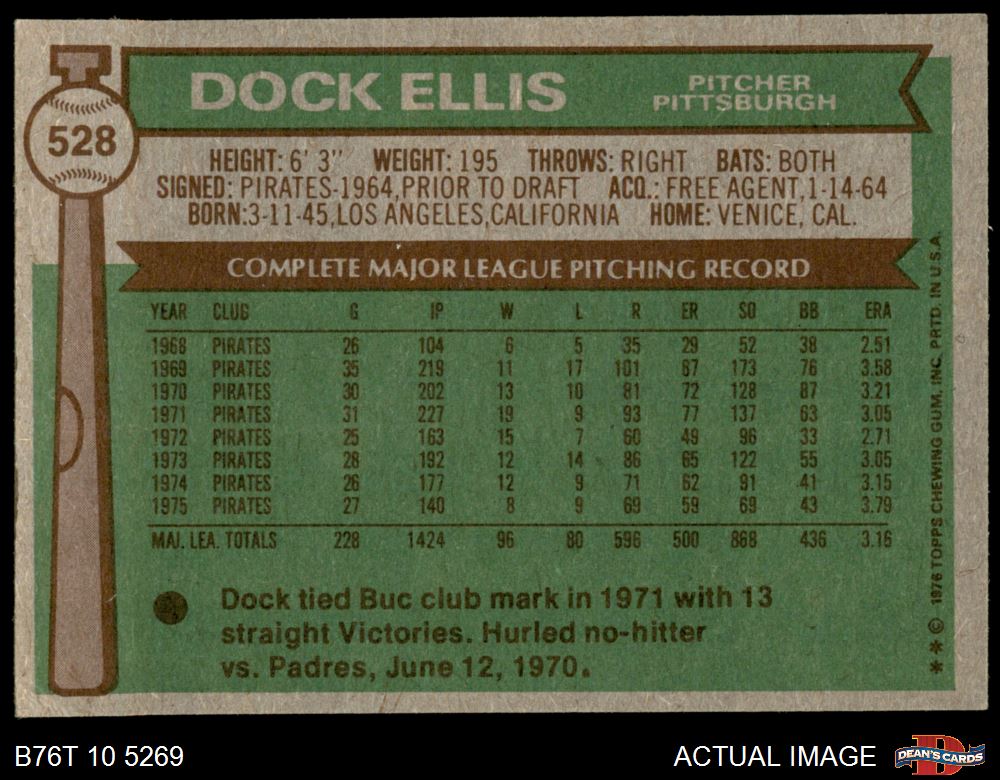 528
DOCK ELLIS
PITCHER
PITTSBURGH
HEIGHT: 6' 3" WEIGHT: 195 THROWS: RIGHT BATS: BOTH
SIGNED: PIRATES-1964, PRIOR TO DRAFT ACQ.: FREE AGENT, 1-14-64
BORN: 3-11-45, LOS ANGELES, CALIFORNIA HOME: VENICE, CAL.
COMPLETE MAJOR LEAGUE PITCHING RECORD
YEAR CLUB G IP W L R ER SO BB ERA
1968 PIRATES 26 104 6 5 35 29 52 38 2.51
1969 PIRATES 35 219 11 17 101 87 173 76 3.58
1970 PIRATES 30 202 13 10 81 72 128 87 3.21
1971 PIRATES 31 227 19 9 93 77 137 63 3.05
1972 PIRATES 25 163 15 7 60 49 96 33 2.71
1973 PIRATES 28 192 12 14 86 65 122 55 3.05
1974 PIRATES 26 177 12 9 71 62 91 41 3.15
1975 PIRATES 27 140 8 9 69 59 69 43 3.79
MAJ. LEA. TOTALS 228 1424 96 80 596 500 868 436 3.16
Dock tied Buc club mark in 1971 with 13
straight Victories. Hurled no-hitter
vs. Padres, June 12, 1970.
** © 1976 TOPPS CHEWING GUM, INC. PRTD. IN U.S.A.
B76T 10 5269
ACTUAL IMAGE
DEAN'S CARDS